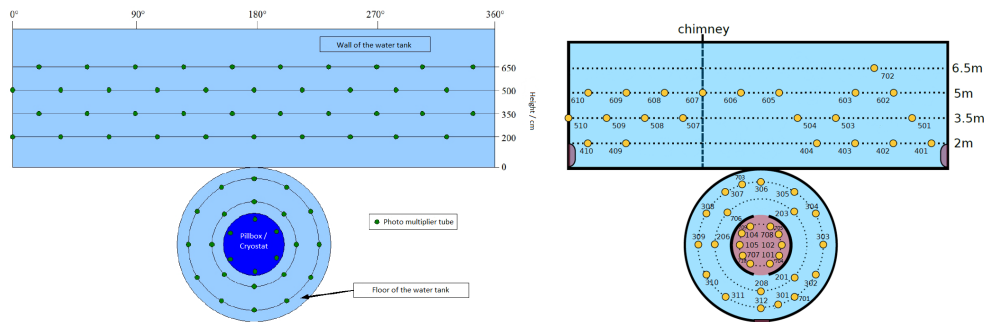 0° 90° 180° 270° 360°
Wall of the water tank
650
500
350
200
0
Height / cm
Pillbox /
Cryostat
Photo multiplier tube
Floor of the water tank
chimney
702
6.5m
610 609 608 607 606 605 603 602
5m
510 509 508 507 504 503 501
3.5m
410 409 404 403 402 401
2m
703
306
307 305
308 304
706 203
104 708
309 206 105 102 303
707 101
201
310 208 302
311 301 701
312